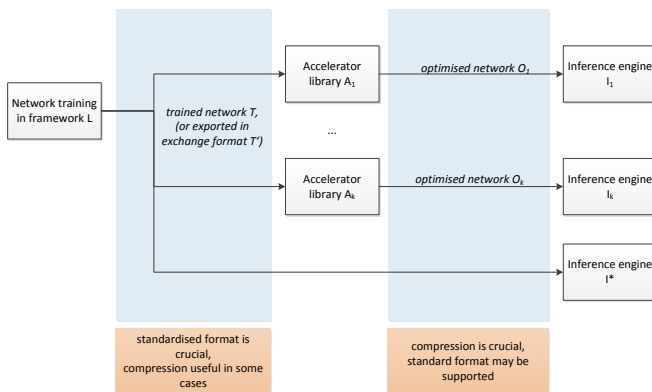 Network training
in framework L
trained network T,
(or exported in
exchange format T')
Accelerator
library A1
optimised network O1
Inference engine
I1
...
Accelerator
library Ak
optimised network Ok
Inference engine
Ik
Inference engine
I*
standardised format is
crucial,
compression useful in some
cases
compression is crucial,
standard format may be
supported